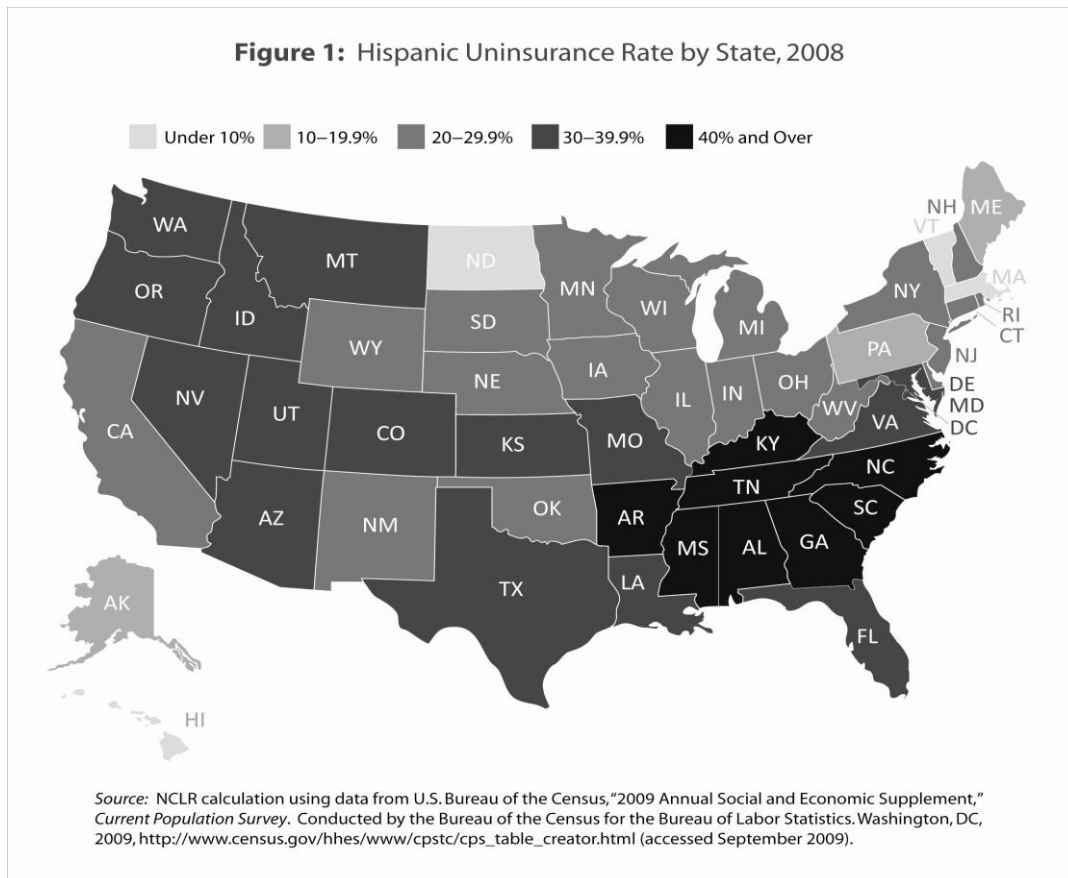 Figure 1: Hispanic Uninsurance Rate by State, 2008
Under 10% 10–19.9% 20–29.9% 30–39.9% 40% and Over
WA
MT
ND
MN
NH
VT
ME
OR
ID
SD
WI
MI
NY
MA
RI
CT
WY
NE
IA
PA
NJ
NV
UT
CO
KS
MO
IL
IN
OH
WV
VA
DE
MD
DC
CA
KY
NC
AZ
NM
OK
AR
TN
SC
MS
AL
GA
TX
LA
FL
AK
HI
Source: NCLR calculation using data from U.S. Bureau of the Census, “2009 Annual Social and Economic Supplement,”
Current Population Survey. Conducted by the Bureau of the Census for the Bureau of Labor Statistics. Washington, DC,
2009, http://www.census.gov/hhes/www/cpstc/cps_table_creator.html (accessed September 2009).